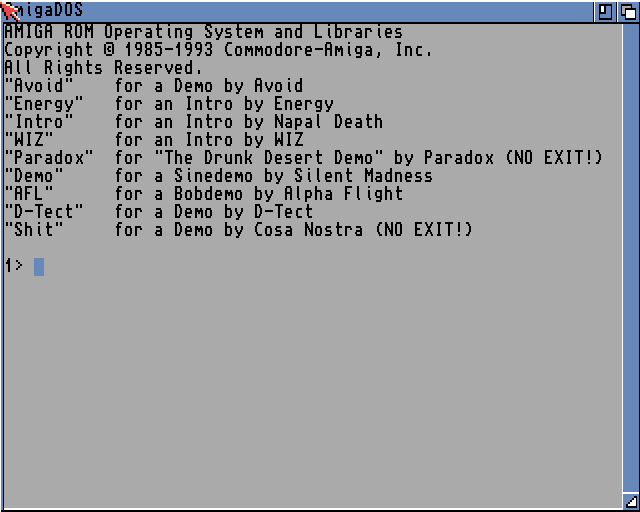 AmigaDOS
AMIGA ROM Operating System and Libraries
Copyright © 1985-1993 Commodore-Amiga, Inc.
All Rights Reserved.
"Avoid"    for a Demo by Avoid
"Energy"   for an Intro by Energy
"Intro"    for an Intro by Napal Death
"WIZ"      for an Intro by WIZ
"Paradox"  for "The Drunk Desert Demo" by Paradox (NO EXIT!)
"Demo"     for a Sinedemo by Silent Madness
"AFL"      for a Bobdemo by Alpha Flight
"D-Tect"   for a Demo by D-Tect
"Shit"     for a Demo by Cosa Nostra (NO EXIT!)
1>